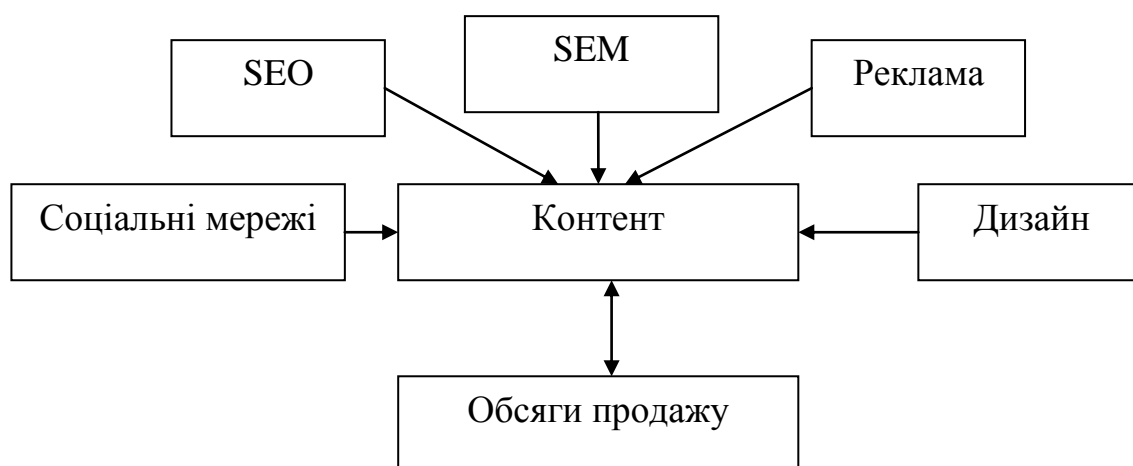 SEO
SEM
Реклама
Соціальні мережі
Контент
Дизайн
Обсяги продажу